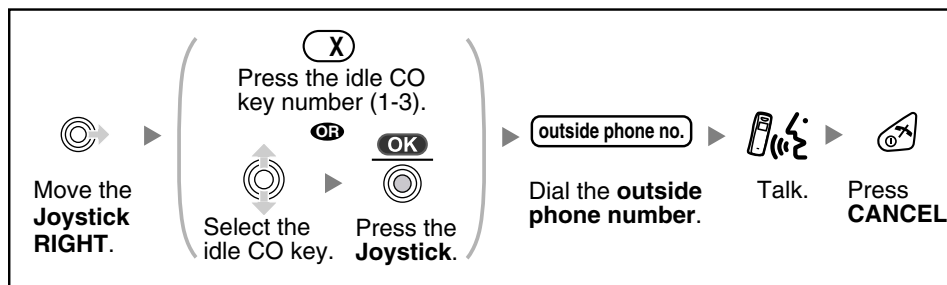 X
Press the idle CO
key number (1-3).
OR
OK
outside phone no.
Move the
Joystick
RIGHT.
Select the
idle CO key.
Press the
Joystick.
Dial the outside
phone number.
Talk.
Press
CANCEL